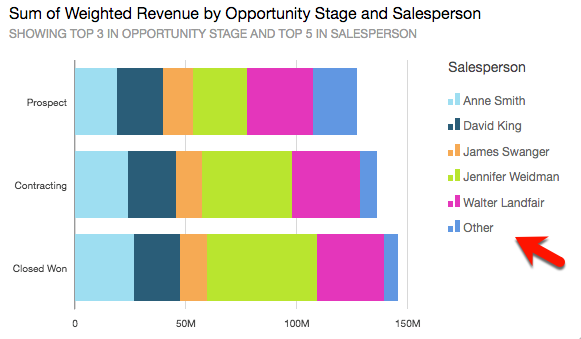 Sum of Weighted Revenue by Opportunity Stage and Salesperson
SHOWING TOP 3 IN OPPORTUNITY STAGE AND TOP 5 IN SALESPERSON
Salesperson
Anne Smith
David King
James Swanger
Jennifer Weidman
Walter Landfair
Other
Prospect
Contracting
Closed Won
0
50M
100M
150M